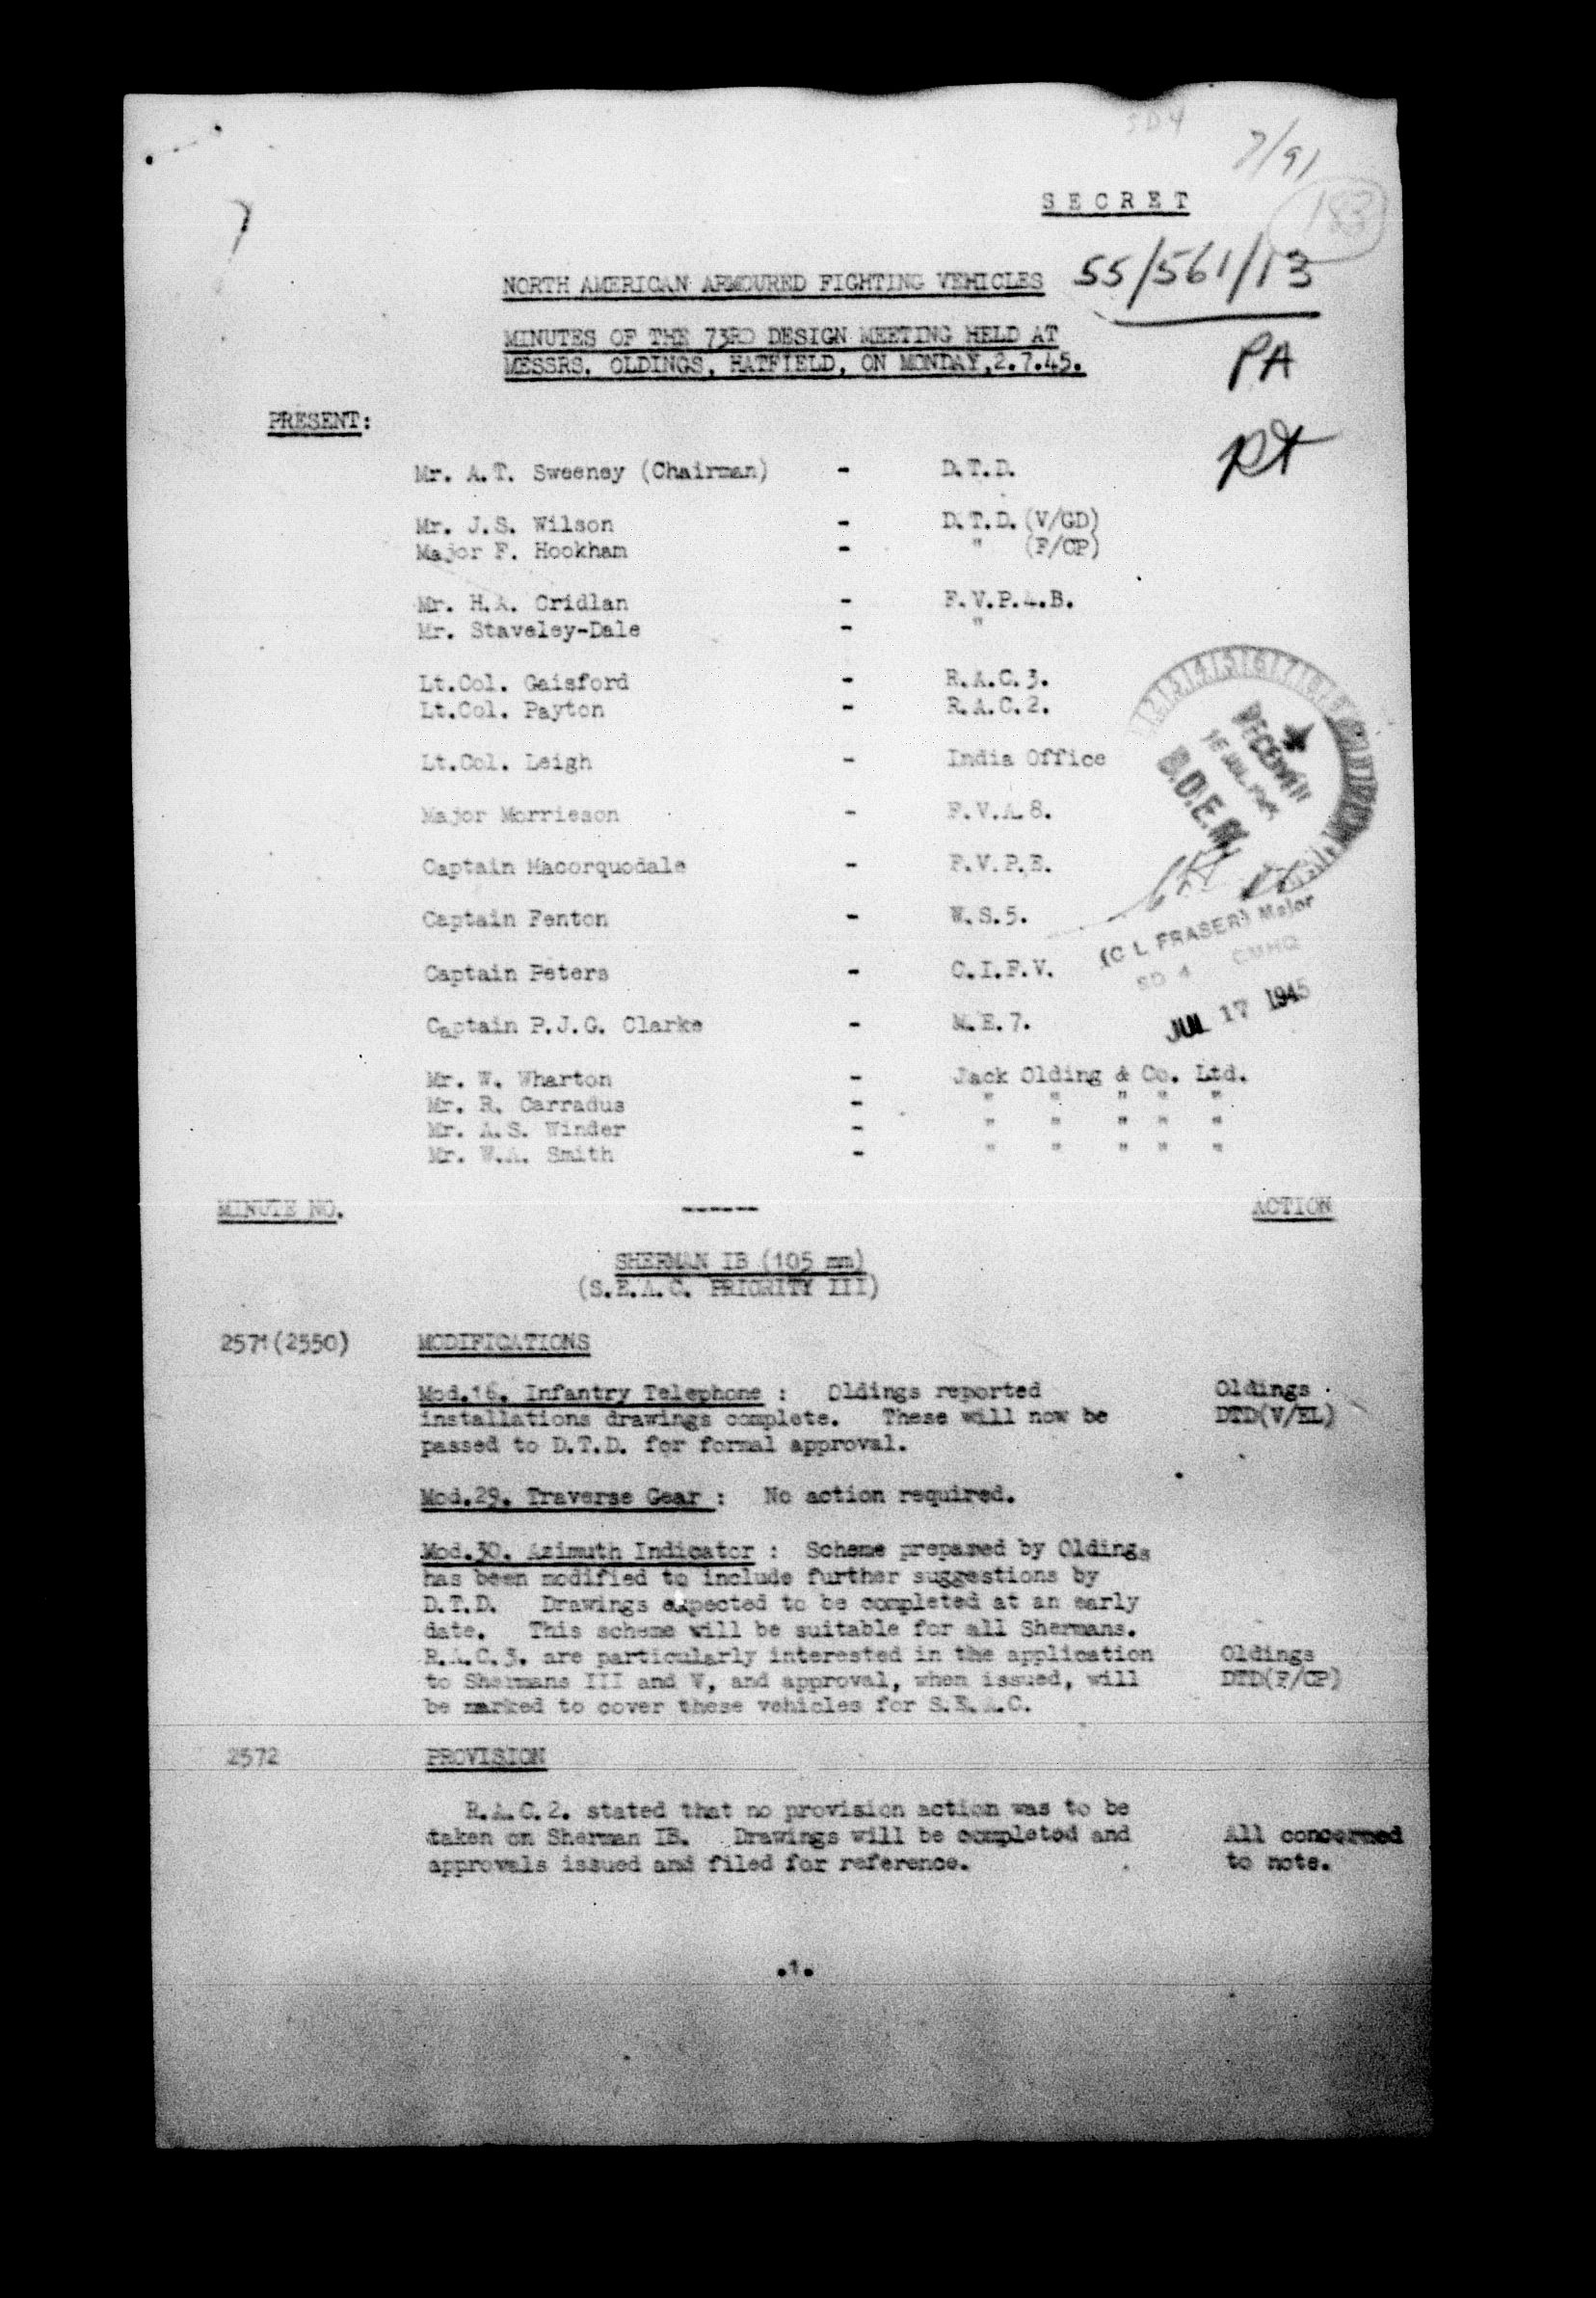 SD4
7/91
S E C R E T
183
55/561/13
NORTH AMERICAN ARMOURED FIGHTING VEHICLES
MINUTES OF THE 73RD DESIGN MEETING HELD AT
MESSRS. OLDINGS, HATFIELD, ON MONDAY, 2.7.45.
PA
PRESENT:
Mr. A.T. Sweeney (Chairman) - D.T.D.
Mr. J.S. Wilson - D.T.D. (V/GD)
Major F. Hookham - " (F/CP)
Mr. H.A. Cridlan - F.V.P.4.B.
Mr. Staveley-Dale - "
Lt.Col. Gaisford - R.A.C.3.
Lt.Col. Payton - R.A.C.2.
Lt.Col. Leigh - India Office
Major Morrieson - F.V.A.8.
Captain Macorquodale - F.V.P.E.
Captain Fenton - W.S.5.
Captain Peters - C.I.F.V.
Captain P.J.G. Clarke - M.E.7.
RECEIVED
16 JUL 1945
(C L FRASER) Major
SD 4 CMHQ
JUL 17 1945
Mr. W. Wharton - Jack Olding & Co. Ltd.
Mr. R. Carradus - " " " " "
Mr. A.S. Winder - " " " " "
Mr. W.A. Smith - " " " " "
MINUTE NO. ------ ACTION
SHERMAN IB (105 mm)
(S.E.A.C. PRIORITY III)
2571(2550) MODIFICATIONS
Mod.16. Infantry Telephone : Oldings reported Oldings
installations drawings complete. These will now be DTD(V/EL)
passed to D.T.D. for formal approval.
Mod.29. Traverse Gear : No action required.
Mod.30. Azimuth Indicator : Scheme prepared by Oldings
has been modified to include further suggestions by
D.T.D. Drawings expected to be completed at an early
date. This scheme will be suitable for all Shermans.
R.A.C.3. are particularly interested in the application Oldings
to Shermans III and V, and approval, when issued, will DTD(F/CP)
be marked to cover these vehicles for S.E.A.C.
2572 PROVISION
R.A.C.2. stated that no provision action was to be
taken on Sherman IB. Drawings will be completed and All concerned
approvals issued and filed for reference. to note.
.1.